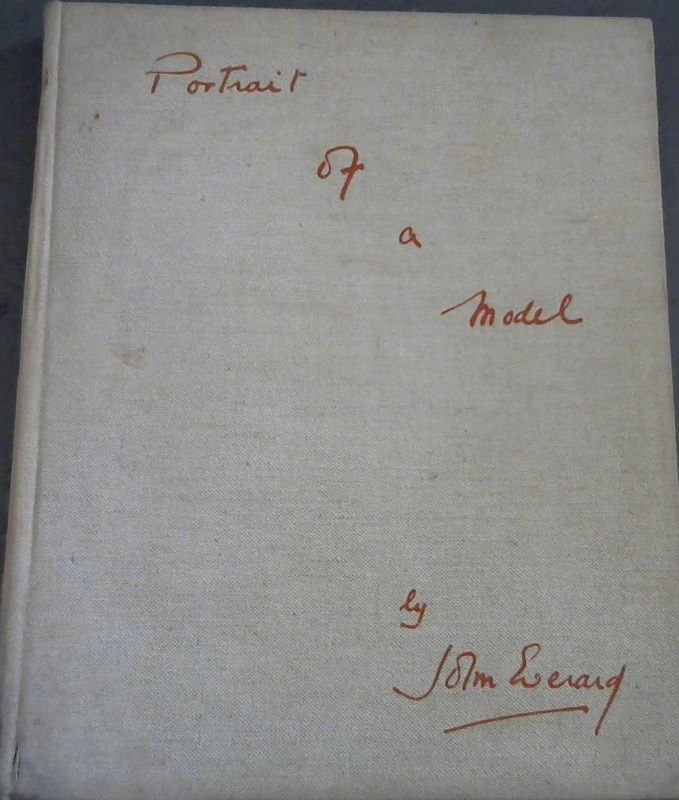 Portrait
of
a
Model
by
John Everard